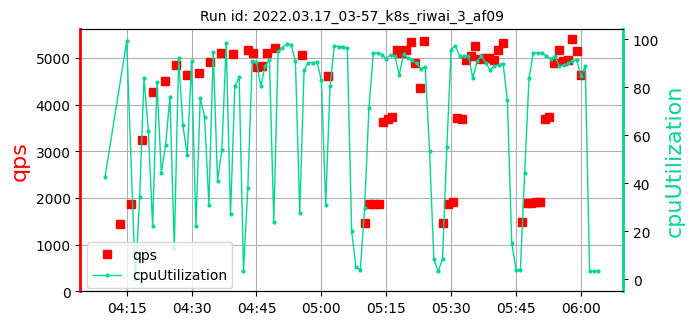 Run id: 2022.03.17_03-57_k8s_riwai_3_af09
qps
5000
4000
3000
2000
1000
0
100
80
60
40
20
0
cpuUtilization
qps
cpuUtilization
04:15 04:30 04:45 05:00 05:15 05:30 05:45 06:00